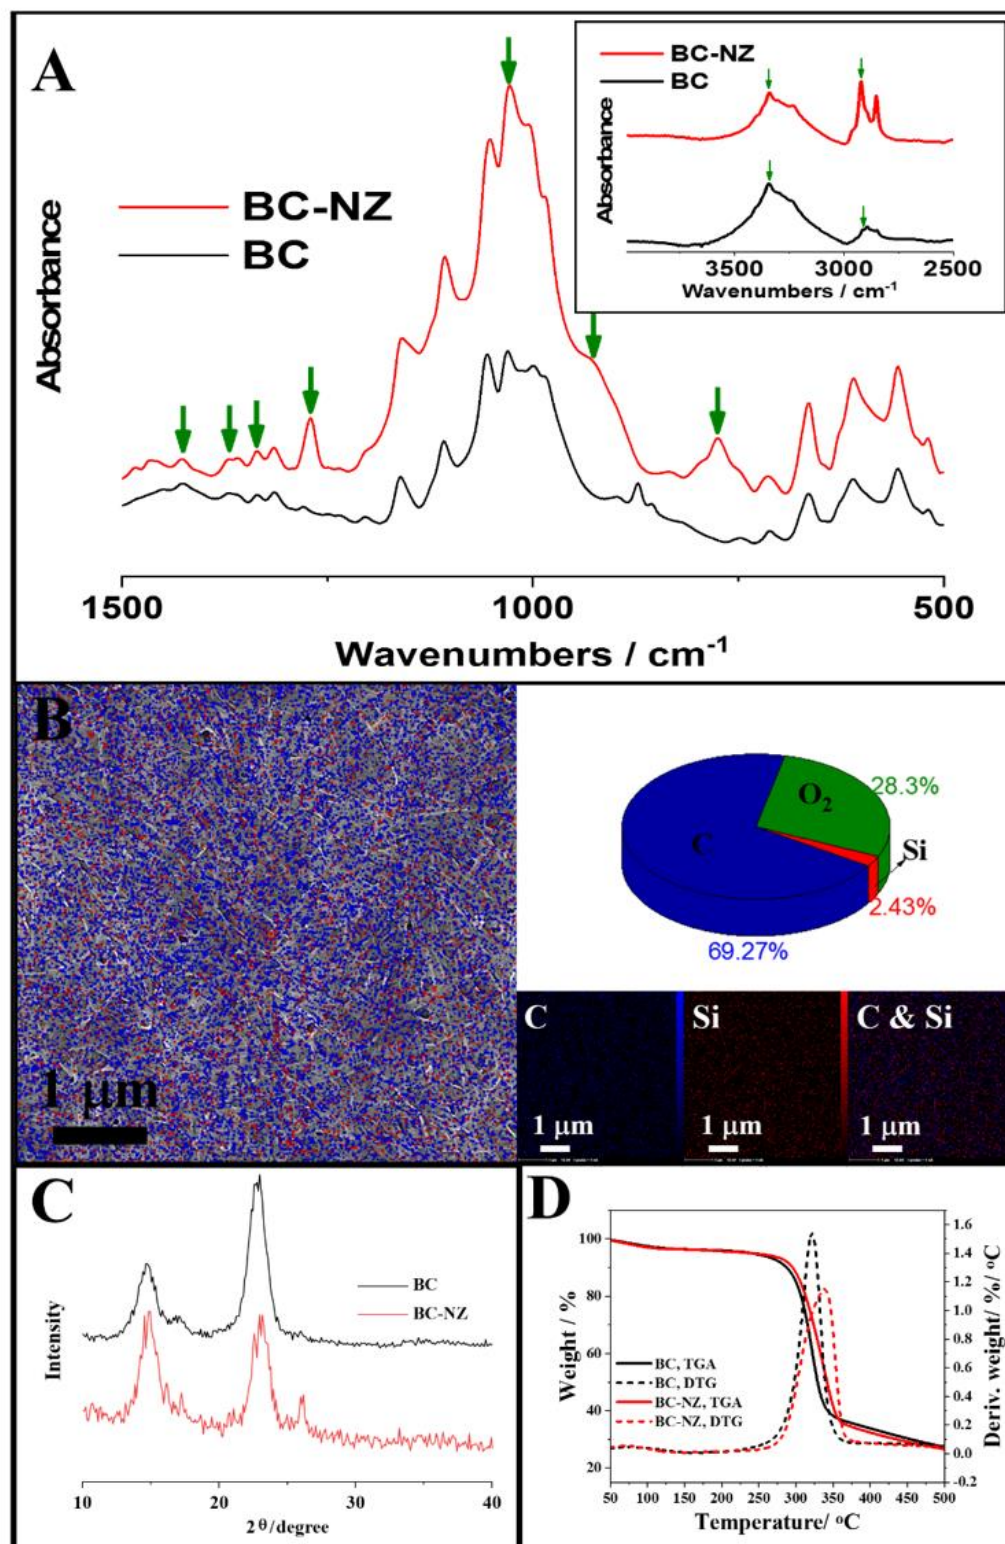 A
BC-NZ
BC
Absorbance
3500
3000
2500
Wavenumbers / cm-1
BC-NZ
BC
Absorbance
1500
1000
500
Wavenumbers / cm-1
B
1 μm
O2
28.3%
C
Si
2.43%
69.27%
C
Si
C & Si
1 μm
1 μm
1 μm
C
BC
BC-NZ
Intensity
10
20
30
40
2θ/degree
D
100
80
60
40
20
Weight / %
BC, TGA
BC, DTG
BC-NZ, TGA
BC-NZ, DTG
1.6
1.4
1.2
1.0
0.8
0.6
0.4
0.2
0.0
-0.2
Deriv. weight/ %/ oC
50 100 150 200 250 300 350 400 450 500
Temperature/ oC